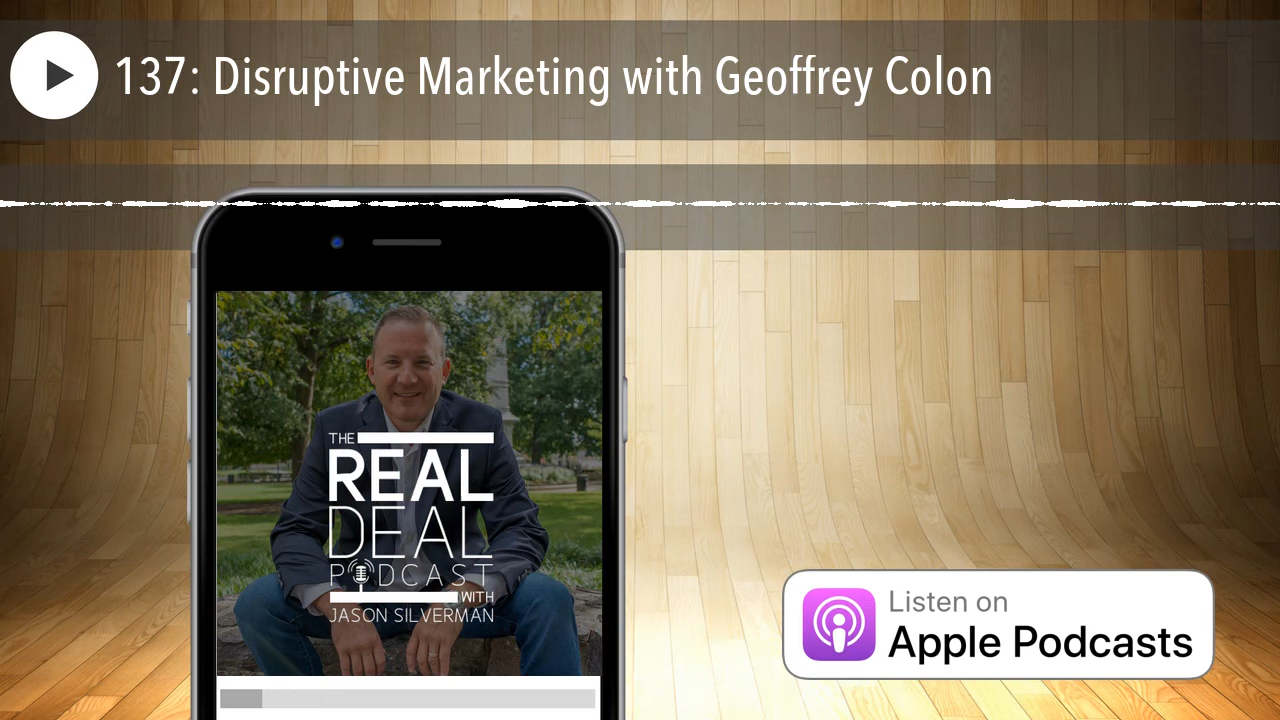 137: Disruptive Marketing with Geoffrey Colon
THE
REAL
DEAL
PODCAST
WITH
JASON SILVERMAN
Listen on
Apple Podcasts